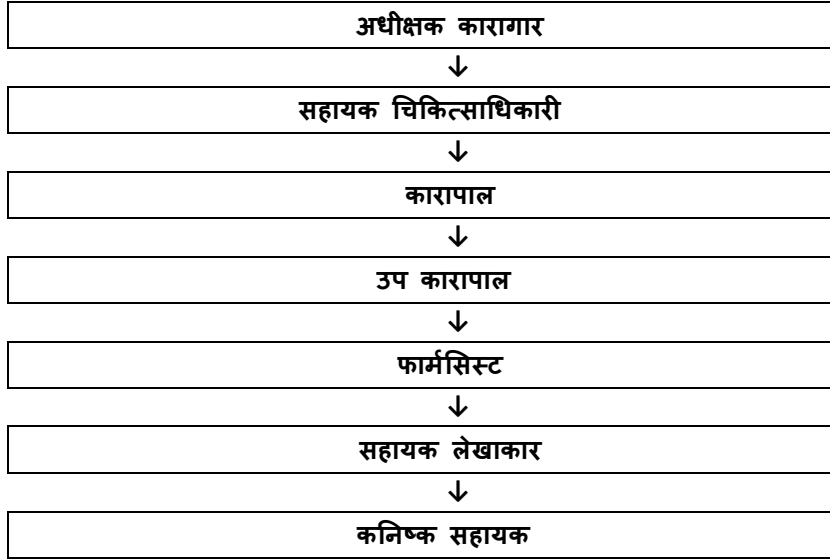 अधीक्षक कारागार
↓
सहायक चिकित्साधिकारी
↓
कारापाल
↓
उप कारापाल
↓
फार्मसिस्ट
↓
सहायक लेखाकार
↓
कनिष्क सहायक